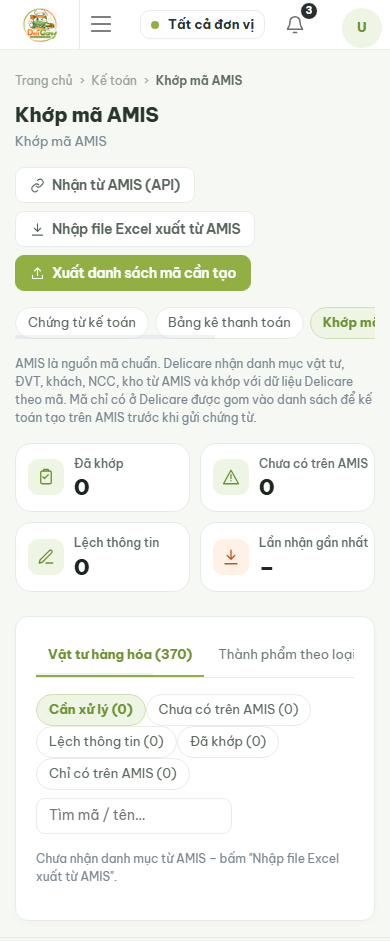 DeliCare
Tất cả đơn vị
3
U
Trang chủ › Kế toán › Khớp mã AMIS
Khớp mã AMIS
Khớp mã AMIS
Nhận từ AMIS (API)
Nhập file Excel xuất từ AMIS
Xuất danh sách mã cần tạo
Chứng từ kế toán
Bảng kê thanh toán
Khớp mã
AMIS là nguồn mã chuẩn. Delicare nhận danh mục vật tư,
ĐVT, khách, NCC, kho từ AMIS và khớp với dữ liệu Delicare
theo mã. Mã chỉ có ở Delicare được gom vào danh sách để kế
toán tạo trên AMIS trước khi gửi chứng từ.
Đã khớp
0
Chưa có trên AMIS
0
Lệch thông tin
0
Lần nhận gần nhất
–
Vật tư hàng hóa (370)
Thành phẩm theo loại
Cần xử lý (0)
Chưa có trên AMIS (0)
Lệch thông tin (0)
Đã khớp (0)
Chỉ có trên AMIS (0)
Tìm mã / tên...
Chưa nhận danh mục từ AMIS – bấm "Nhập file Excel
xuất từ AMIS".